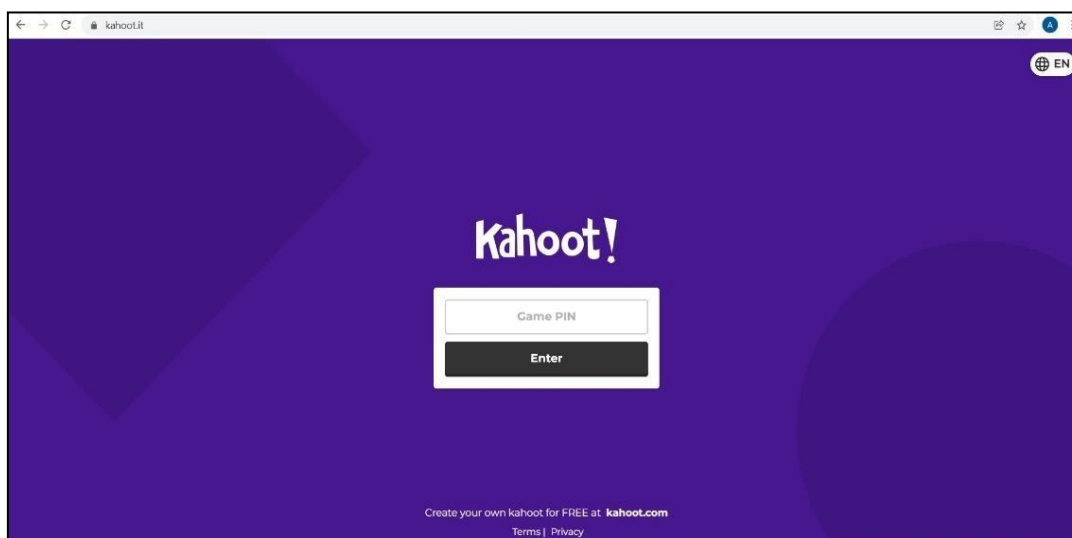 kahoot.it
A
EN
Kahoot!
Game PIN
Enter
Create your own kahoot for FREE at kahoot.com
Terms | Privacy